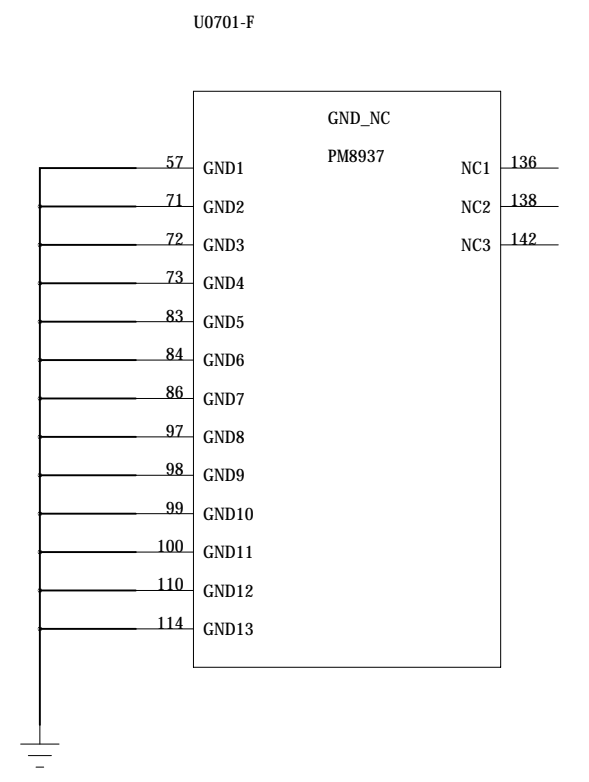 U0701-F
GND_NC
PM8937
57 GND1 NC1 136
71 GND2 NC2 138
72 GND3 NC3 142
73 GND4
83 GND5
84 GND6
86 GND7
97 GND8
98 GND9
99 GND10
100 GND11
110 GND12
114 GND13